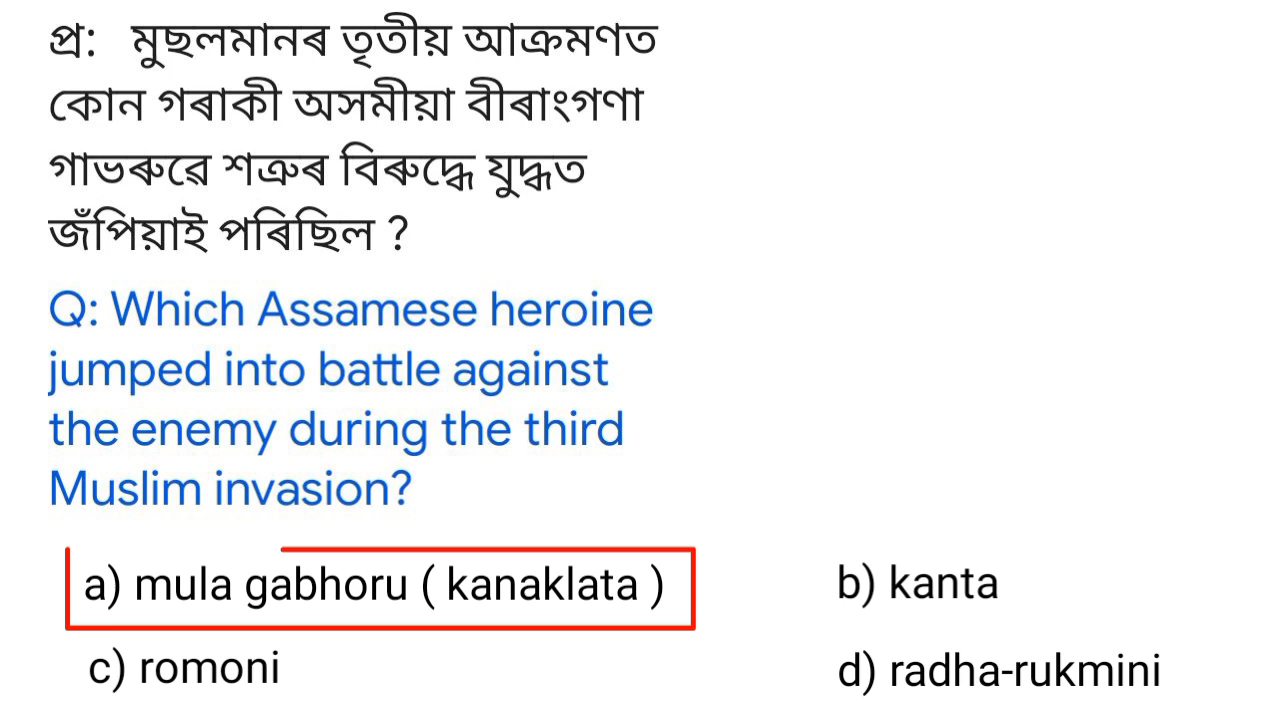 প্ৰ: মুছলমানৰ তৃতীয় আক্ৰমণত
কোন গৰাকী অসমীয়া বীৰাংগণা
গাভৰুৱে শত্ৰুৰ বিৰুদ্ধে যুদ্ধত
জঁপিয়াই পৰিছিল ?
Q: Which Assamese heroine
jumped into battle against
the enemy during the third
Muslim invasion?
a) mula gabhoru ( kanaklata )
b) kanta
c) romoni
d) radha-rukmini